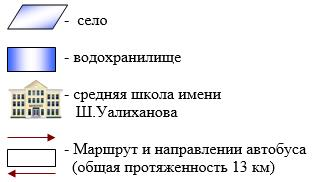 - село
- водохранилище
- средняя школа имени
Ш.Уалиханова
- Маршрут и направлении автобуса
(общая протяженность 13 км)